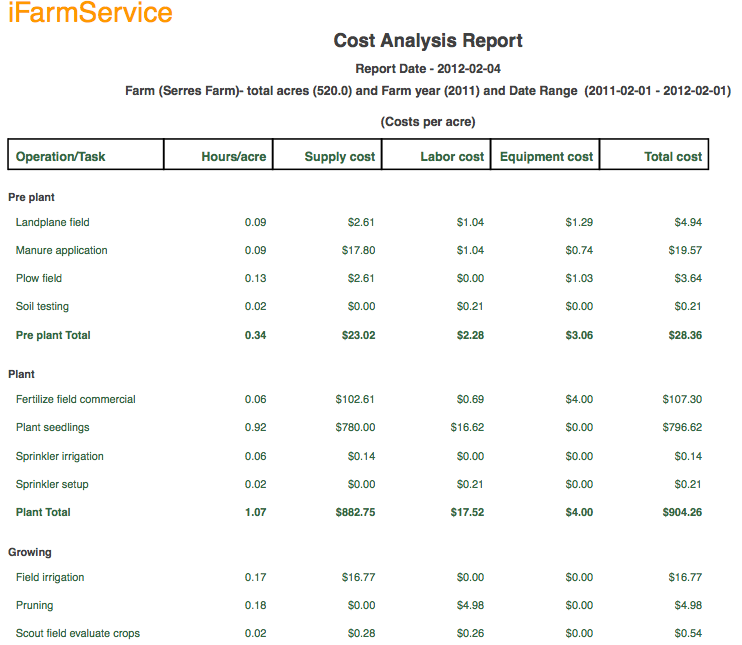 iFarmService
Cost Analysis Report
Report Date - 2012-02-04
Farm (Serres Farm)- total acres (520.0) and Farm year (2011) and Date Range  (2011-02-01 - 2012-02-01)
(Costs per acre)
Operation/Task Hours/acre Supply cost Labor cost Equipment cost Total cost
Pre plant
Landplane field 0.09 $2.61 $1.04 $1.29 $4.94
Manure application 0.09 $17.80 $1.04 $0.74 $19.57
Plow field 0.13 $2.61 $0.00 $1.03 $3.64
Soil testing 0.02 $0.00 $0.21 $0.00 $0.21
Pre plant Total 0.34 $23.02 $2.28 $3.06 $28.36
Plant
Fertilize field commercial 0.06 $102.61 $0.69 $4.00 $107.30
Plant seedlings 0.92 $780.00 $16.62 $0.00 $796.62
Sprinkler irrigation 0.06 $0.14 $0.00 $0.00 $0.14
Sprinkler setup 0.02 $0.00 $0.21 $0.00 $0.21
Plant Total 1.07 $882.75 $17.52 $4.00 $904.26
Growing
Field irrigation 0.17 $16.77 $0.00 $0.00 $16.77
Pruning 0.18 $0.00 $4.98 $0.00 $4.98
Scout field evaluate crops 0.02 $0.28 $0.26 $0.00 $0.54